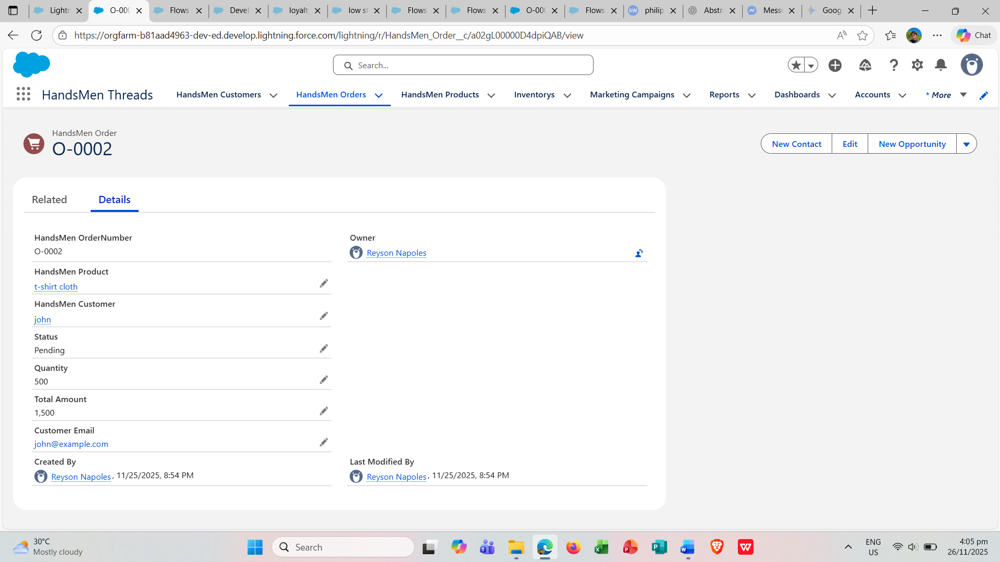 Lightn
O-000
Flows
Devel
loyalt
low st
Flows
Flows
O-000
Flows
SW
philip
Abstra
Messe
Goog
https://orgfarm-b81aad4963-dev-ed.develop.lightning.force.com/lightning/r/HandsMen_Order__c/a02gL00000D4dpiQAB/view
Chat
Search...
HandsMen Threads
HandsMen Customers
HandsMen Orders
HandsMen Products
Inventorys
Marketing Campaigns
Reports
Dashboards
Accounts
* More
HandsMen Order
O-0002
New Contact
Edit
New Opportunity
Related
Details
HandsMen OrderNumber
O-0002
Owner
Reyson Napoles
HandsMen Product
t-shirt cloth
HandsMen Customer
john
Status
Pending
Quantity
500
Total Amount
1,500
Customer Email
john@example.com
Created By
Reyson Napoles, 11/25/2025, 8:54 PM
Last Modified By
Reyson Napoles, 11/25/2025, 8:54 PM
30°C
Mostly cloudy
Search
ENG
US
4:05 pm
26/11/2025